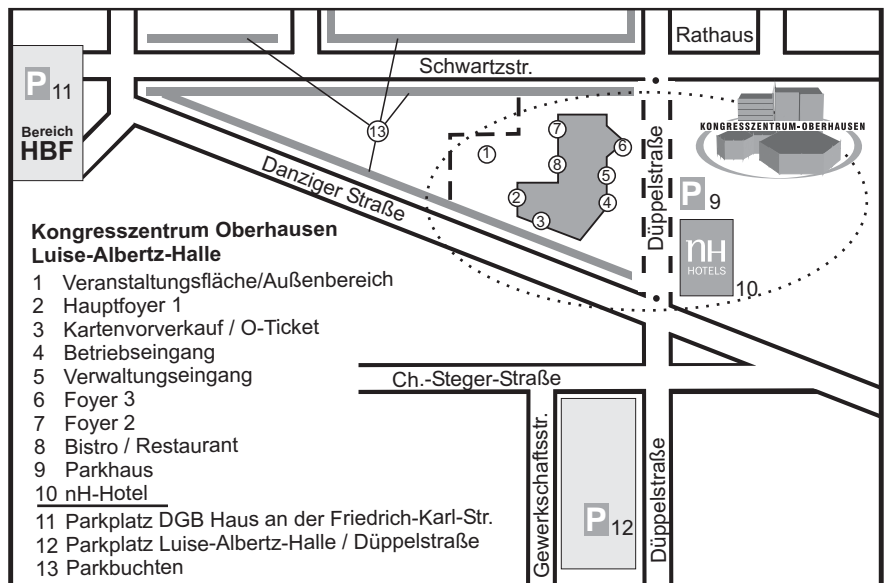 Rathaus
Schwartzstr.
P 11
Bereich
HBF
13
KONGRESSZENTRUM-OBERHAUSEN
7
6
1
8
5
2
4
3
Düppelstraße
P 9
Danziger Straße
nH
HOTELS
10
Kongresszentrum Oberhausen
Luise-Albertz-Halle
1 Veranstaltungsfläche/Außenbereich
2 Hauptfoyer 1
3 Kartenvorverkauf / O-Ticket
4 Betriebseingang
5 Verwaltungseingang
6 Foyer 3
7 Foyer 2
8 Bistro / Restaurant
9 Parkhaus
10 nH-Hotel
11 Parkplatz DGB Haus an der Friedrich-Karl-Str.
12 Parkplatz Luise-Albertz-Halle / Düppelstraße
13 Parkbuchten
Ch.-Steger-Straße
Gewerkschaftsstr.
P 12
Düppelstraße